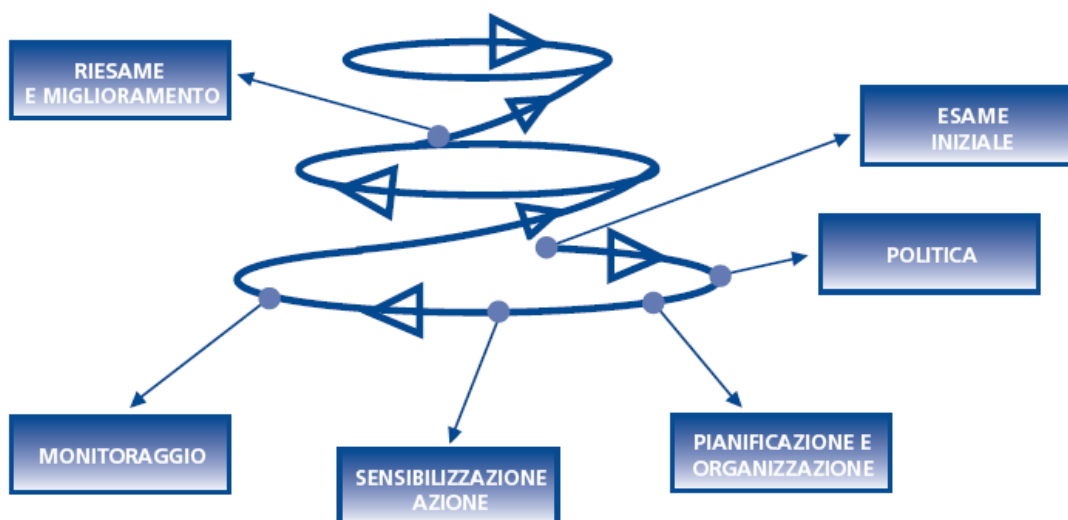 RIESAME
E MIGLIORAMENTO
ESAME
INIZIALE
POLITICA
MONITORAGGIO
SENSIBILIZZAZIONE
AZIONE
PIANIFICAZIONE E
ORGANIZZAZIONE